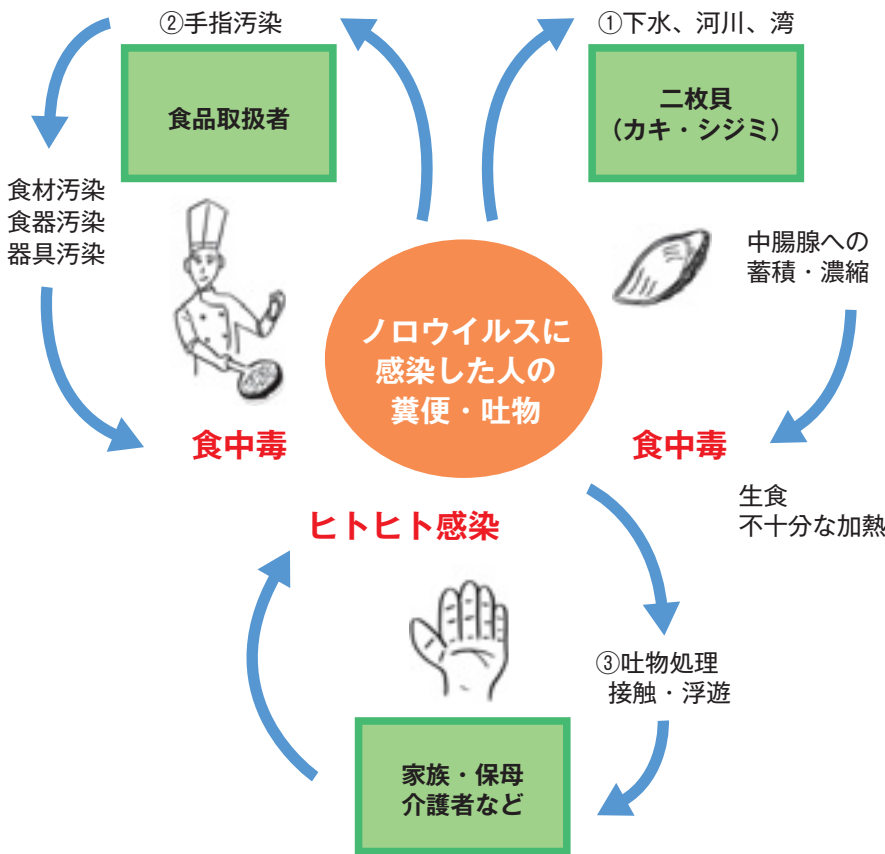 ②手指汚染
食品取扱者
食材汚染
食器汚染
器具汚染
食中毒
①下水、河川、湾
二枚貝
（カキ・シジミ）
中腸腺への
蓄積・濃縮
食中毒
生食
不十分な加熱
ノロウイルスに
感染した人の
糞便・吐物
ヒトヒト感染
③吐物処理
接触・浮遊
家族・保母
介護者など